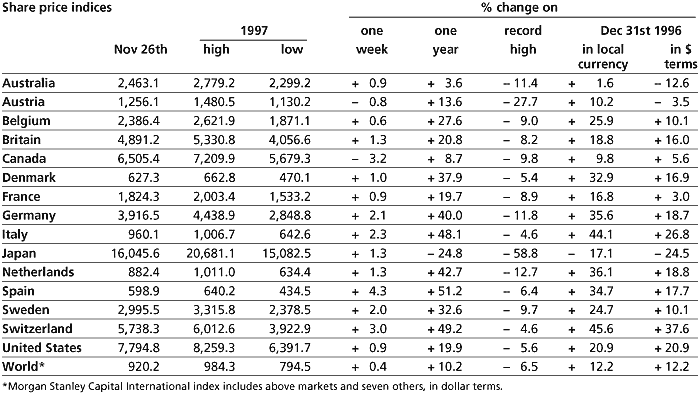 Share price indices % change on
1997 one one record Dec 31st 1996
Nov 26th high low week year high in local in $
currency terms
Australia 2,463.1 2,779.2 2,299.2 + 0.9 + 3.6 − 11.4 + 1.6 − 12.6
Austria 1,256.1 1,480.5 1,130.2 − 0.8 + 13.6 − 27.7 + 10.2 − 3.5
Belgium 2,386.4 2,621.9 1,871.1 + 0.6 + 27.6 − 9.0 + 25.9 + 10.1
Britain 4,891.2 5,330.8 4,056.6 + 1.3 + 20.8 − 8.2 + 18.8 + 16.0
Canada 6,505.4 7,209.9 5,679.3 − 3.2 + 8.7 − 9.8 + 9.8 + 5.6
Denmark 627.3 662.8 470.1 + 1.0 + 37.9 − 5.4 + 32.9 + 16.9
France 1,824.3 2,003.4 1,533.2 + 0.9 + 19.7 − 8.9 + 16.8 + 3.0
Germany 3,916.5 4,438.9 2,848.8 + 2.1 + 40.0 − 11.8 + 35.6 + 18.7
Italy 960.1 1,006.7 642.6 + 2.3 + 48.1 − 4.6 + 44.1 + 26.8
Japan 16,045.6 20,681.1 15,082.5 + 1.3 − 24.8 − 58.8 − 17.1 − 24.5
Netherlands 882.4 1,011.0 634.4 + 1.3 + 42.7 − 12.7 + 36.1 + 18.8
Spain 598.9 640.2 434.5 + 4.3 + 51.2 − 6.4 + 34.7 + 17.7
Sweden 2,995.5 3,315.8 2,378.5 + 2.0 + 32.6 − 9.7 + 24.7 + 10.1
Switzerland 5,738.3 6,012.6 3,922.9 + 3.0 + 49.2 − 4.6 + 45.6 + 37.6
United States 7,794.8 8,259.3 6,391.7 + 0.9 + 19.9 − 5.6 + 20.9 + 20.9
World* 920.2 984.3 794.5 + 0.4 + 10.2 − 6.5 + 12.2 + 12.2
*Morgan Stanley Capital International index includes above markets and seven others, in dollar terms.